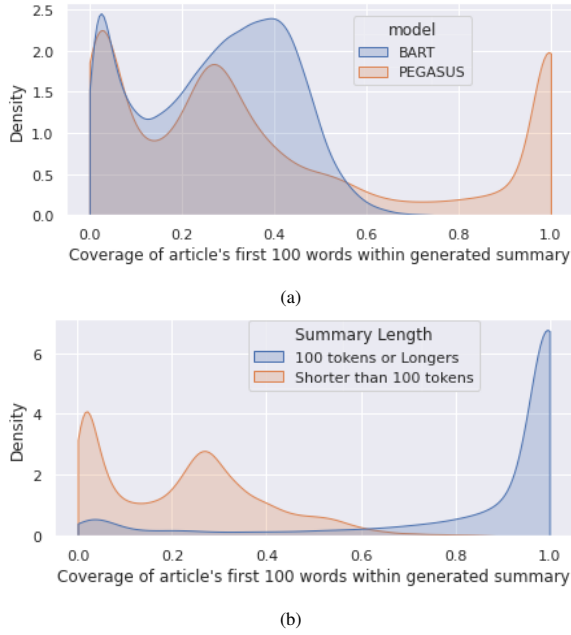 2.5
2.0
1.5
1.0
0.5
0.0
Density
model
BART
PEGASUS
0.0 0.2 0.4 0.6 0.8 1.0
Coverage of article's first 100 words within generated summary
(a)
6
4
2
0
Density
Summary Length
100 tokens or Longers
Shorter than 100 tokens
0.0 0.2 0.4 0.6 0.8 1.0
Coverage of article's first 100 words within generated summary
(b)